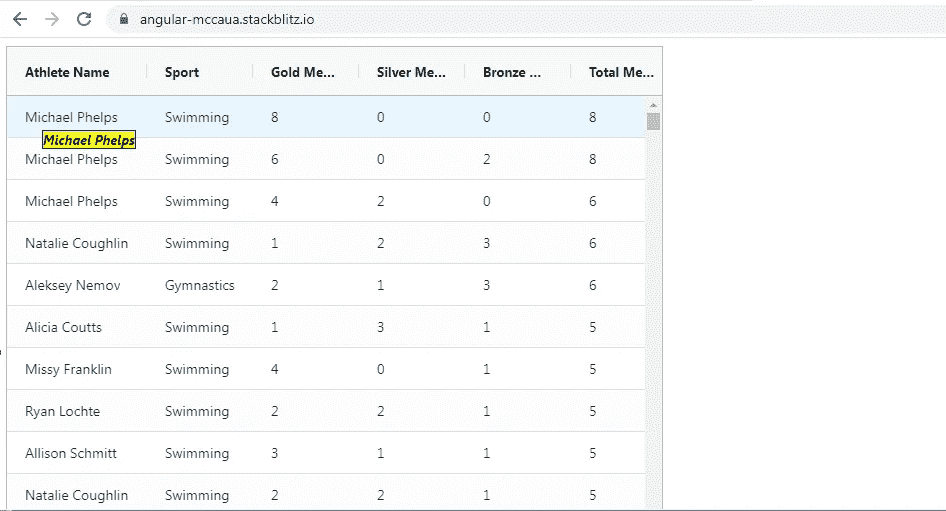 angular-mccaua.stackblitz.io
Athlete Name Sport Gold Me... Silver Me... Bronze ... Total Me...
Michael Phelps Swimming 8 0 0 8
Michael Phelps
Michael Phelps Swimming 6 0 2 8
Michael Phelps Swimming 4 2 0 6
Natalie Coughlin Swimming 1 2 3 6
Aleksey Nemov Gymnastics 2 1 3 6
Alicia Coutts Swimming 1 3 1 5
Missy Franklin Swimming 4 0 1 5
Ryan Lochte Swimming 2 2 1 5
Allison Schmitt Swimming 3 1 1 5
Natalie Coughlin Swimming 2 2 1 5